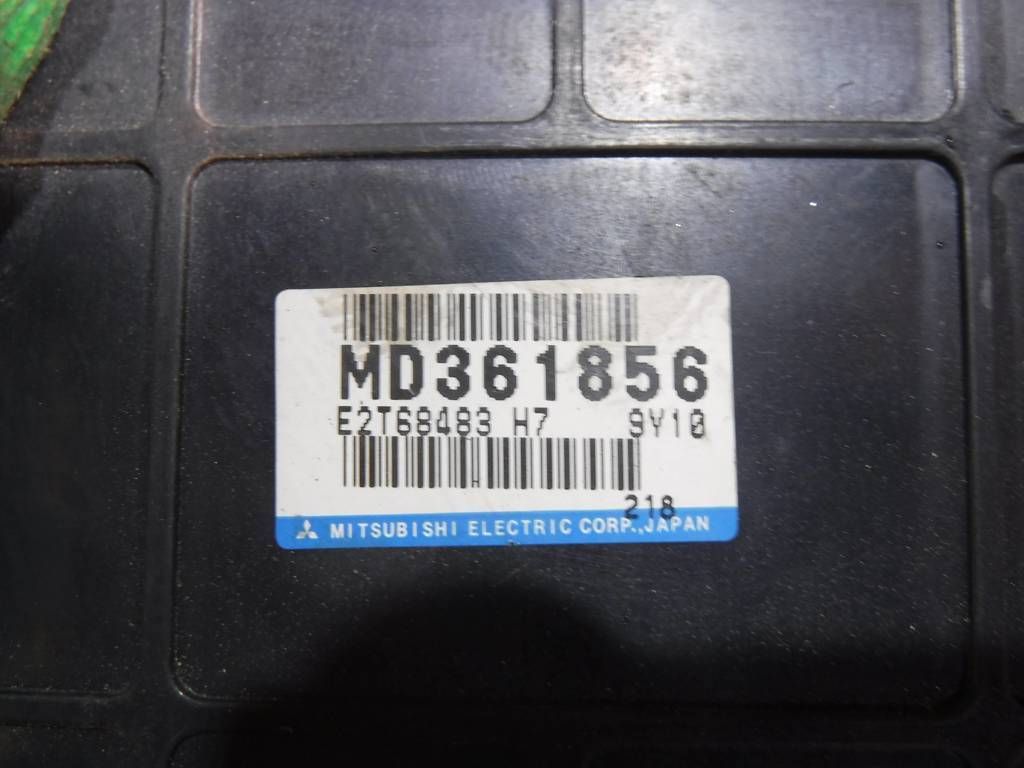 MD361856
E2T68483 H7 9Y10
218
MITSUBISHI ELECTRIC CORP.,JAPAN